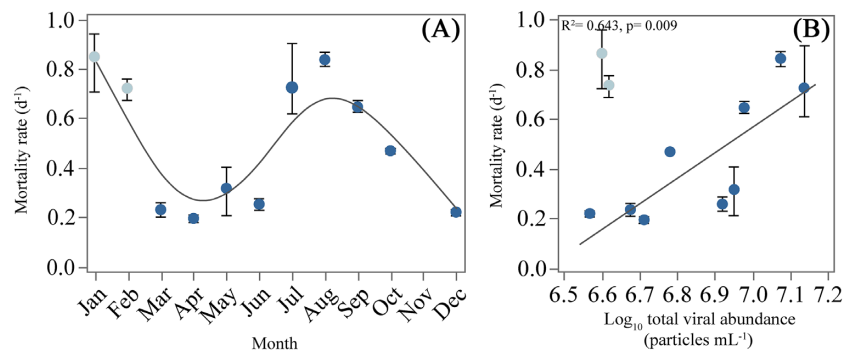 (A)
Mortality rate (d-1)
1.0
0.8
0.6
0.4
0.2
0.0
Jan Feb Mar Apr May Jun Jul Aug Sep Oct Nov Dec
Month
(B)
R²= 0.643, p= 0.009
Mortality rate (d-1)
1.0
0.8
0.6
0.4
0.2
0.0
6.5 6.6 6.7 6.8 6.9 7.0 7.1 7.2
Log10 total viral abundance
(particles mL-1)